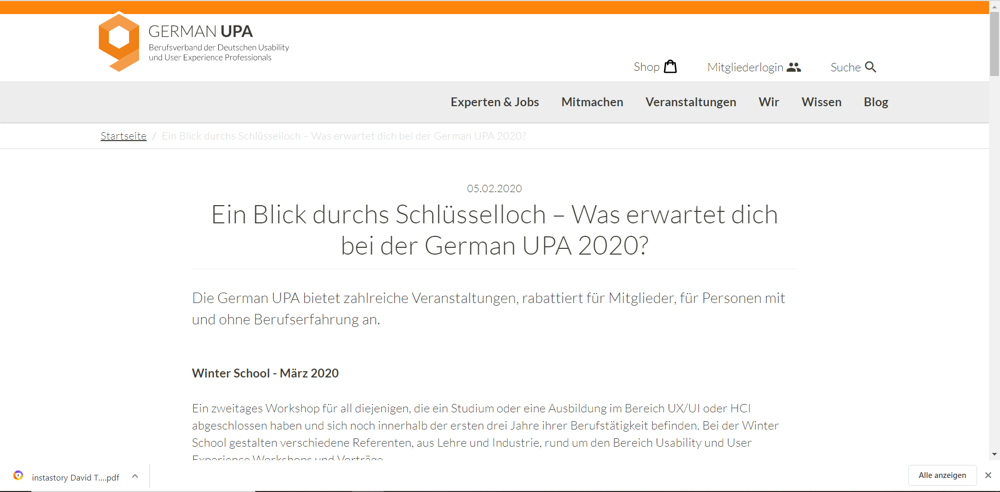 GERMAN UPA
Berufsverband der Deutschen Usability
und User Experience Professionals
Shop
Mitgliederlogin
Suche
Experten & Jobs
Mitmachen
Veranstaltungen
Wir
Wissen
Blog
Startseite / Ein Blick durchs Schlüsselloch – Was erwartet dich bei der German UPA 2020?
05.02.2020
Ein Blick durchs Schlüsselloch – Was erwartet dich
bei der German UPA 2020?
Die German UPA bietet zahlreiche Veranstaltungen, rabattiert für Mitglieder, für Personen mit
und ohne Berufserfahrung an.
Winter School - März 2020
Ein zweitages Workshop für all diejenigen, die ein Studium oder eine Ausbildung im Bereich UX/UI oder HCI
abgeschlossen haben und sich noch innerhalb der ersten drei Jahre ihrer Berufstätigkeit befinden. Bei der Winter
School gestalten verschiedene Referenten, aus Lehre und Industrie, rund um den Bereich Usability und User
Experience Workshops und Vorträge.
instastory David T....pdf
Alle anzeigen